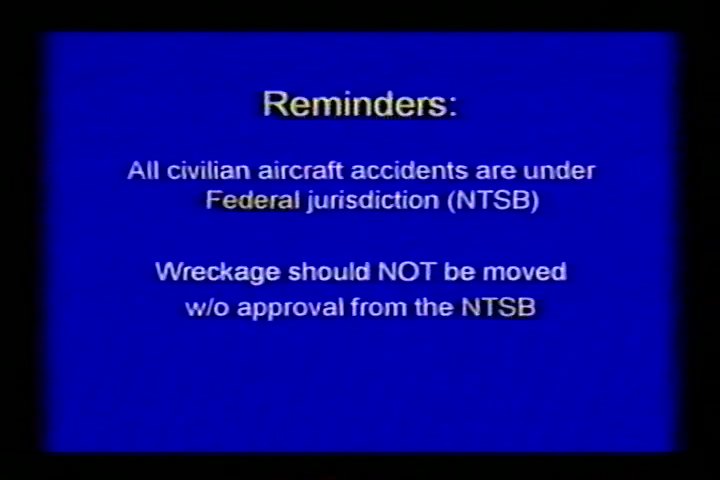 Reminders:
All civilian aircraft accidents are under
Federal jurisdiction (NTSB)
Wreckage should NOT be moved
w/o approval from the NTSB